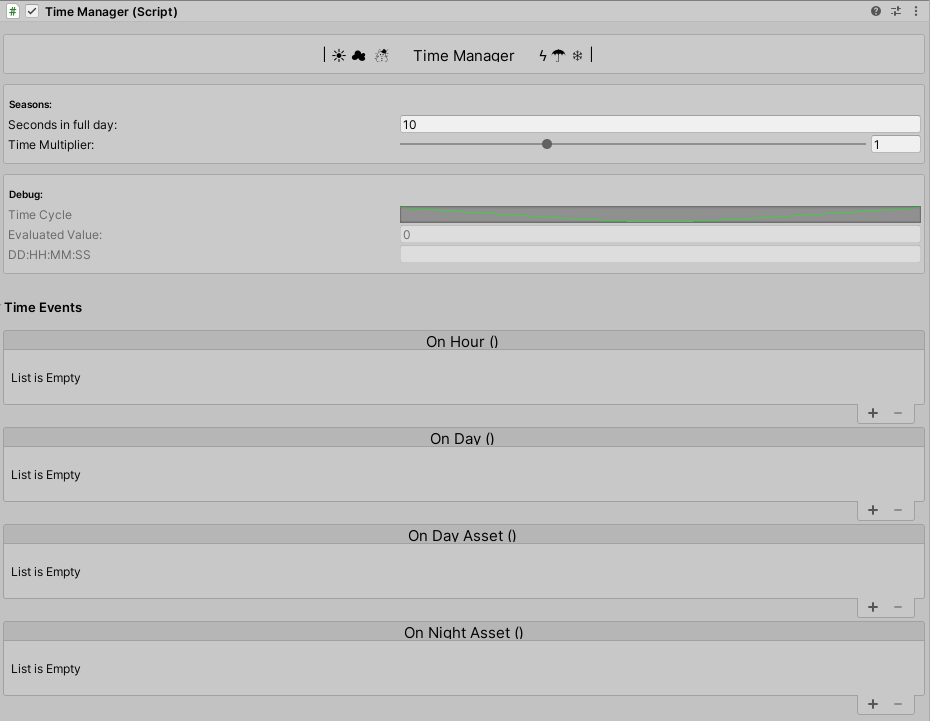 # Time Manager (Script)
| ☀ ☁ ☃ Time Manager ϟ ☂ ❄ |
Seasons:
Seconds in full day: 10
Time Multiplier: 1
Debug:
Time Cycle
Evaluated Value: 0
DD:HH:MM:SS
Time Events
On Hour ()
List is Empty
+ −
On Day ()
List is Empty
+ −
On Day Asset ()
List is Empty
+ −
On Night Asset ()
List is Empty
+ −